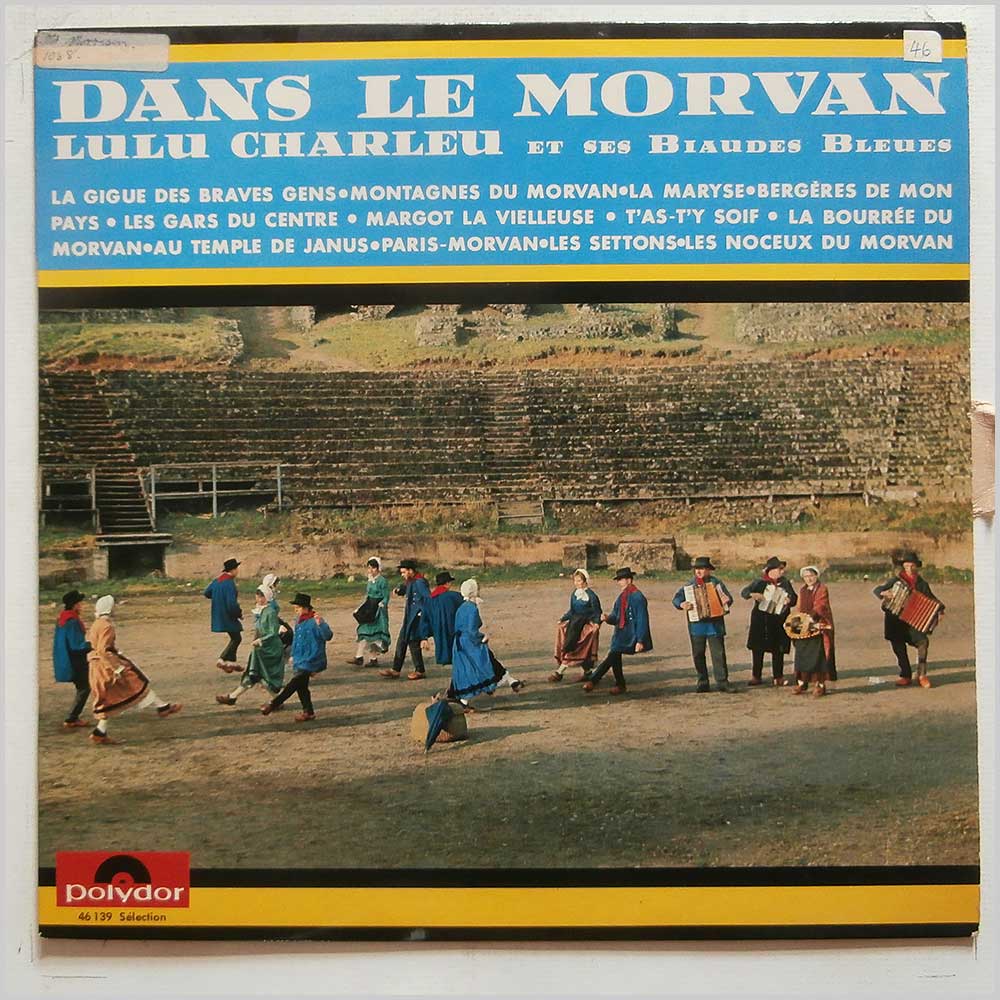 1038.
46
DANS LE MORVAN
LULU CHARLEU ET SES BIAUDES BLEUES
LA GIGUE DES BRAVES GENS•MONTAGNES DU MORVAN•LA MARYSE•BERGÈRES DE MON
PAYS • LES GARS DU CENTRE • MARGOT LA VIELLEUSE • T'AS-T'Y SOIF • LA BOURRÉE DU
MORVAN•AU TEMPLE DE JANUS•PARIS-MORVAN•LES SETTONS•LES NOCEUX DU MORVAN
polydor
46 139 Sélection